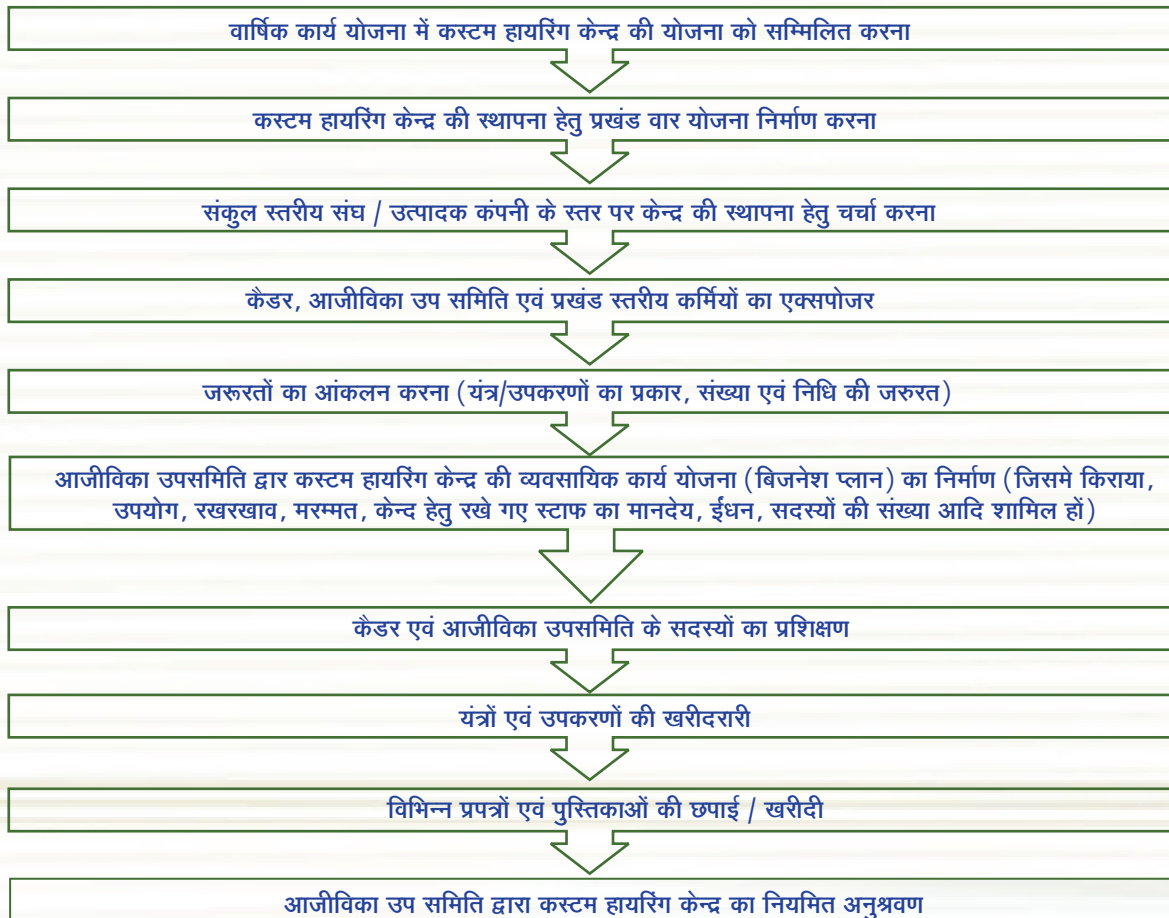 वार्षिक कार्य योजना में कस्टम हायरिंग केन्द्र की योजना को सम्मिलित करना
कस्टम हायरिंग केन्द्र की स्थापना हेतु प्रखंड वार योजना निर्माण करना
संकुल स्तरीय संघ / उत्पादक कंपनी के स्तर पर केन्द्र की स्थापना हेतु चर्चा करना
कैडर, आजीविका उप समिति एवं प्रखंड स्तरीय कर्मियों का एक्सपोजर
जरूरतों का आंकलन करना (यंत्र/उपकरणों का प्रकार, संख्या एवं निधि की जरुरत)
आजीविका उपसमिति द्वार कस्टम हायरिंग केन्द्र की व्यवसायिक कार्य योजना (बिजनेश प्लान) का निर्माण (जिसमे किराया,
उपयोग, रखरखाव, मरम्मत, केन्द हेतु रखे गए स्टाफ का मानदेय, ईंधन, सदस्यों की संख्या आदि शामिल हों)
कैडर एवं आजीविका उपसमिति के सदस्यों का प्रशिक्षण
यंत्रों एवं उपकरणों की खरीदरारी
विभिन्न प्रपत्रों एवं पुस्तिकाओं की छपाई / खरीदी
आजीविका उप समिति द्वारा कस्टम हायरिंग केन्द्र का नियमित अनुश्रवण